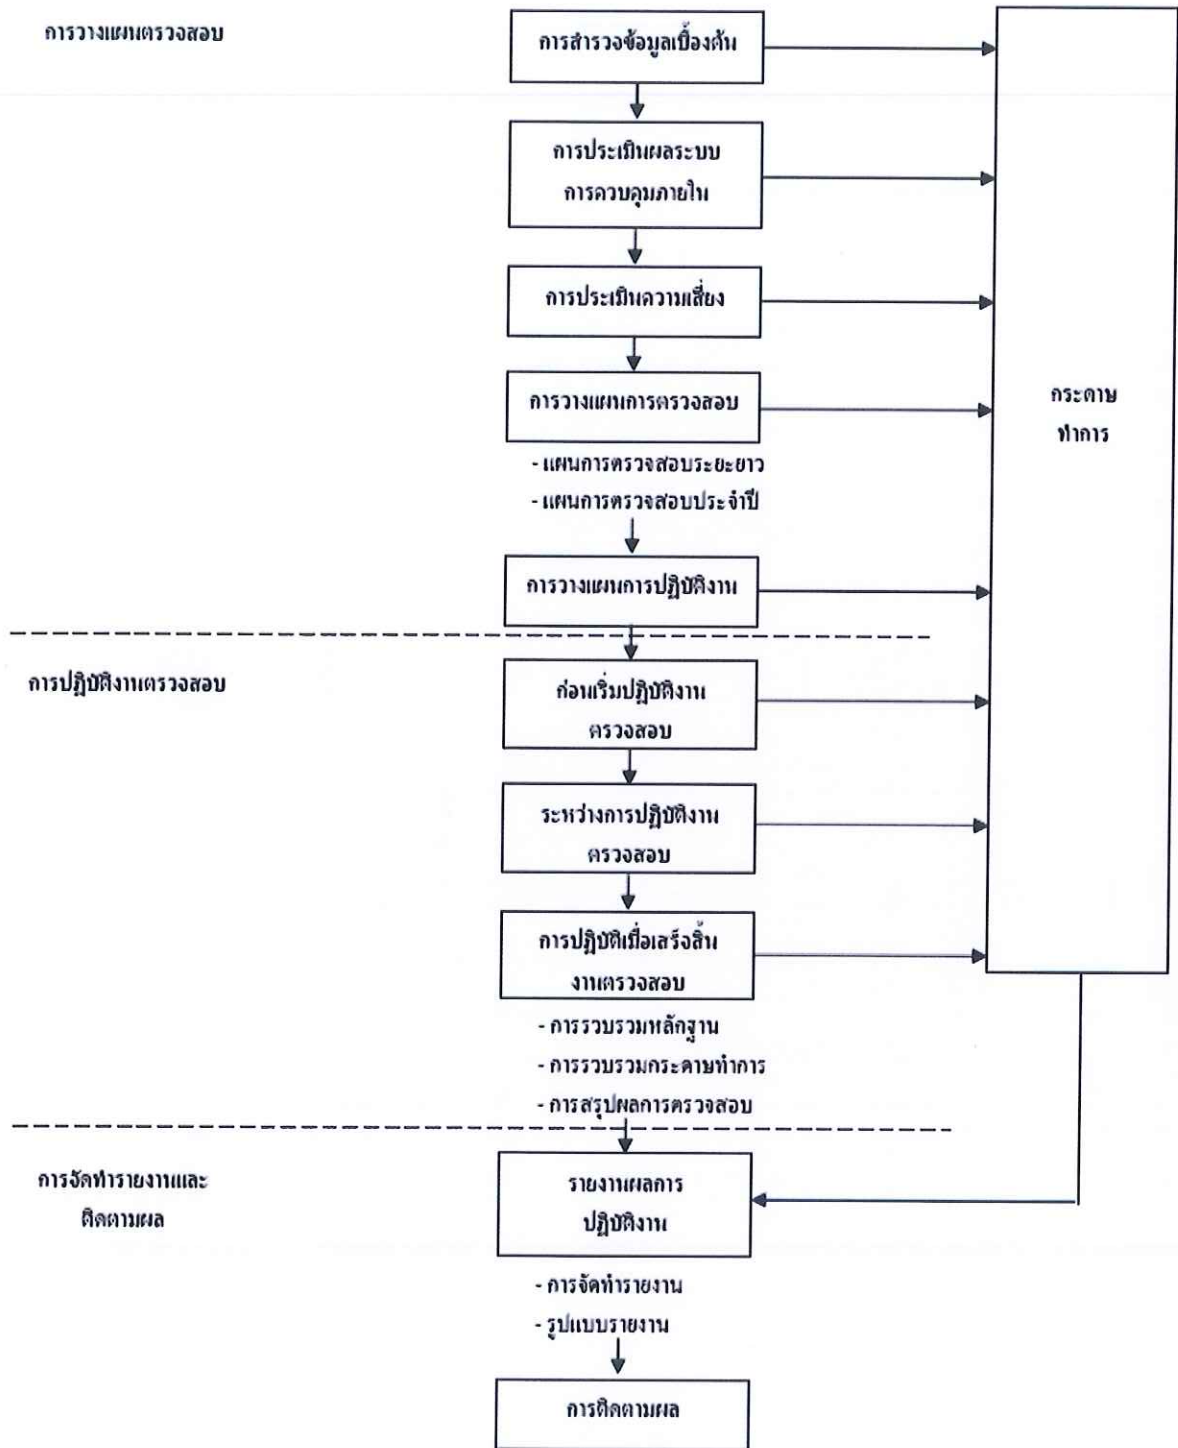 การวางแผนตรวจสอบ
การสำรวจข้อมูลเบื้องต้น
การประเมินผลระบบ
การควบคุมภายใน
การประเมินความเสี่ยง
การวางแผนการตรวจสอบ
- แผนการตรวจสอบระยะยาว
- แผนการตรวจสอบประจำปี
การวางแผนการปฏิบัติงาน
กระดาษ
ทำการ
การปฏิบัติงานตรวจสอบ
ก่อนเริ่มปฏิบัติงาน
ตรวจสอบ
ระหว่างการปฏิบัติงาน
ตรวจสอบ
การปฏิบัติเมื่อเสร็จสิ้น
งานตรวจสอบ
- การรวบรวมหลักฐาน
- การรวบรวมกระดาษทำการ
- การสรุปผลการตรวจสอบ
การจัดทำรายงานและ
ติดตามผล
รายงานผลการ
ปฏิบัติงาน
- การจัดทำรายงาน
- รูปแบบรายงาน
การติดตามผล